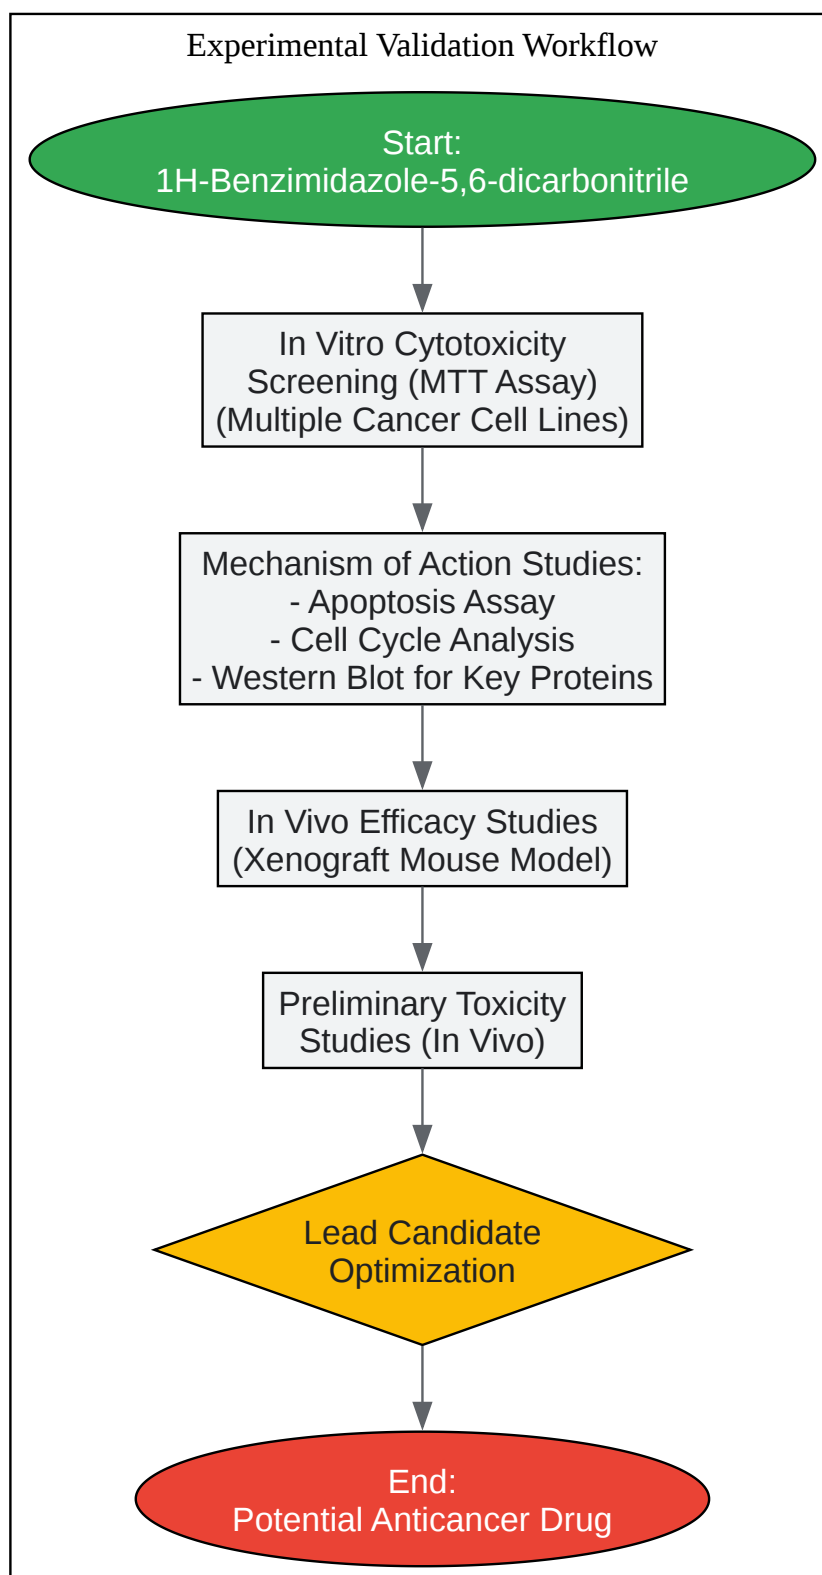 Experimental Validation Workflow
Start:
1H-Benzimidazole-5,6-dicarbonitrile
In Vitro Cytotoxicity
Screening (MTT Assay)
(Multiple Cancer Cell Lines)
Mechanism of Action Studies:
- Apoptosis Assay
- Cell Cycle Analysis
- Western Blot for Key Proteins
In Vivo Efficacy Studies
(Xenograft Mouse Model)
Preliminary Toxicity
Studies (In Vivo)
Lead Candidate
Optimization
End:
Potential Anticancer Drug